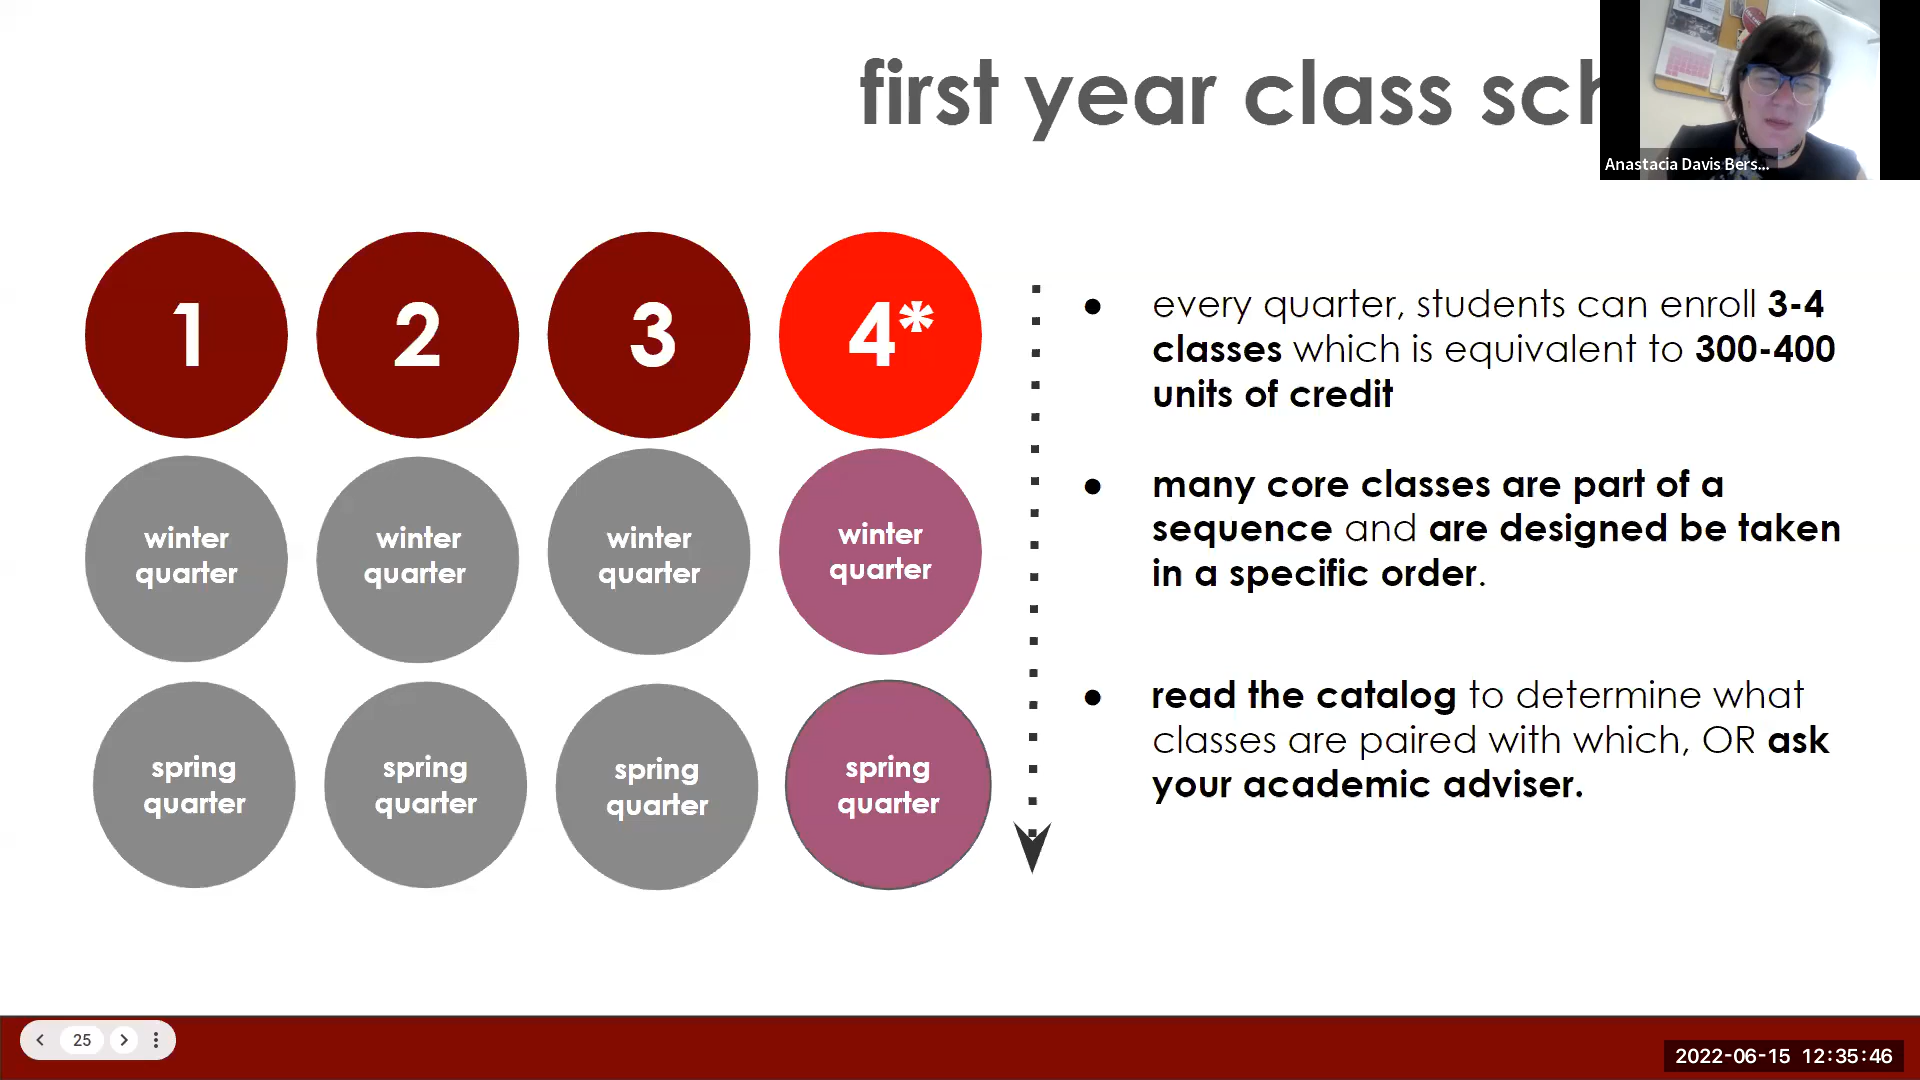 first year class sch
Anastacia Davis Bers...
1 2 3 4*
winter quarter
winter quarter
winter quarter
winter quarter
spring quarter
spring quarter
spring quarter
spring quarter
● every quarter, students can enroll 3-4
classes which is equivalent to 300-400
units of credit
● many core classes are part of a
sequence and are designed be taken
in a specific order.
● read the catalog to determine what
classes are paired with which, OR ask
your academic adviser.
25
2022-06-15 12:35:46